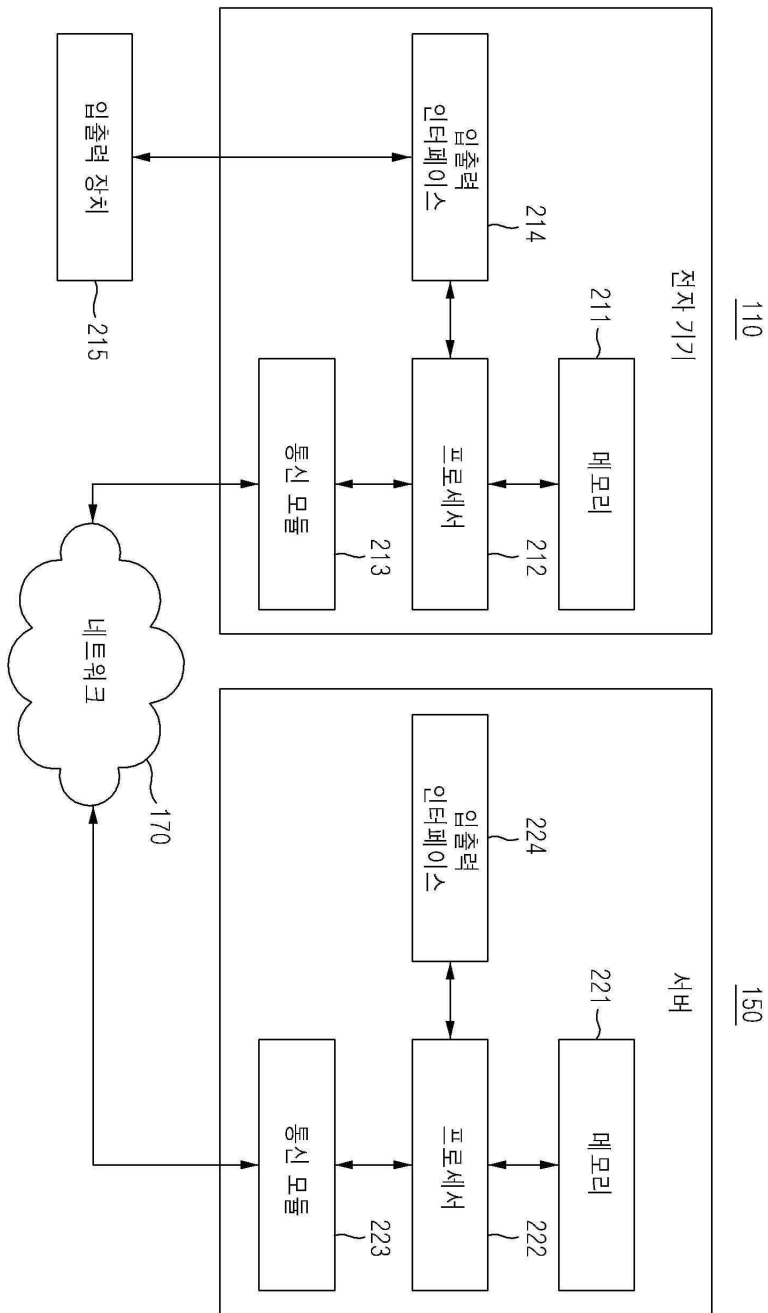 110
전자 기기
211
메모리
214
입출력
인터페이스
프로세서
212
통신 모듈
213
입출력 장치
215
150
서버
221
메모리
224
입출력
인터페이스
프로세서
222
통신 모듈
223
네트워크
170